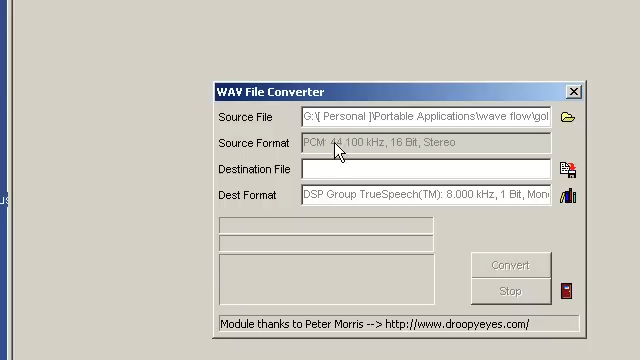 WAV File Converter
Source File G:\[ Personal ]\Portable Applications\wave flow\gol
Source Format PCM: 44.100 kHz, 16 Bit, Stereo
Destination File
Dest Format DSP Group TrueSpeech(TM): 8.000 kHz, 1 Bit, Mono
Convert
Stop
Module thanks to Peter Morris --> http://www.droopyeyes.com/